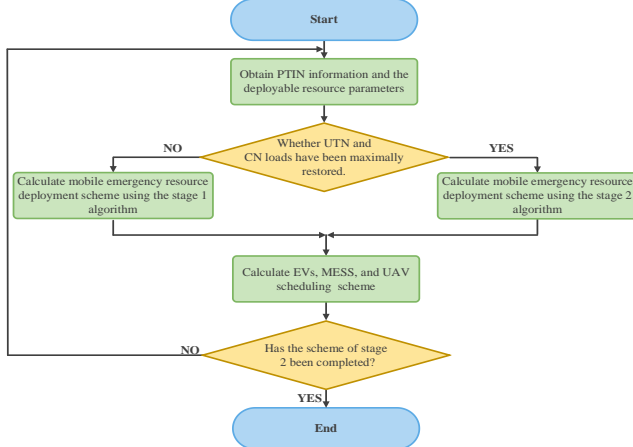 Start
Obtain PTIN information and the
deployable resource parameters
NO
Whether UTN and
CN loads have been maximally
restored.
YES
Calculate mobile emergency resource
deployment scheme using the stage 1
algorithm
Calculate mobile emergency resource
deployment scheme using the stage 2
algorithm
Calculate EVs, MESS, and UAV
scheduling scheme
NO
Has the scheme of stage
2 been completed?
YES
End